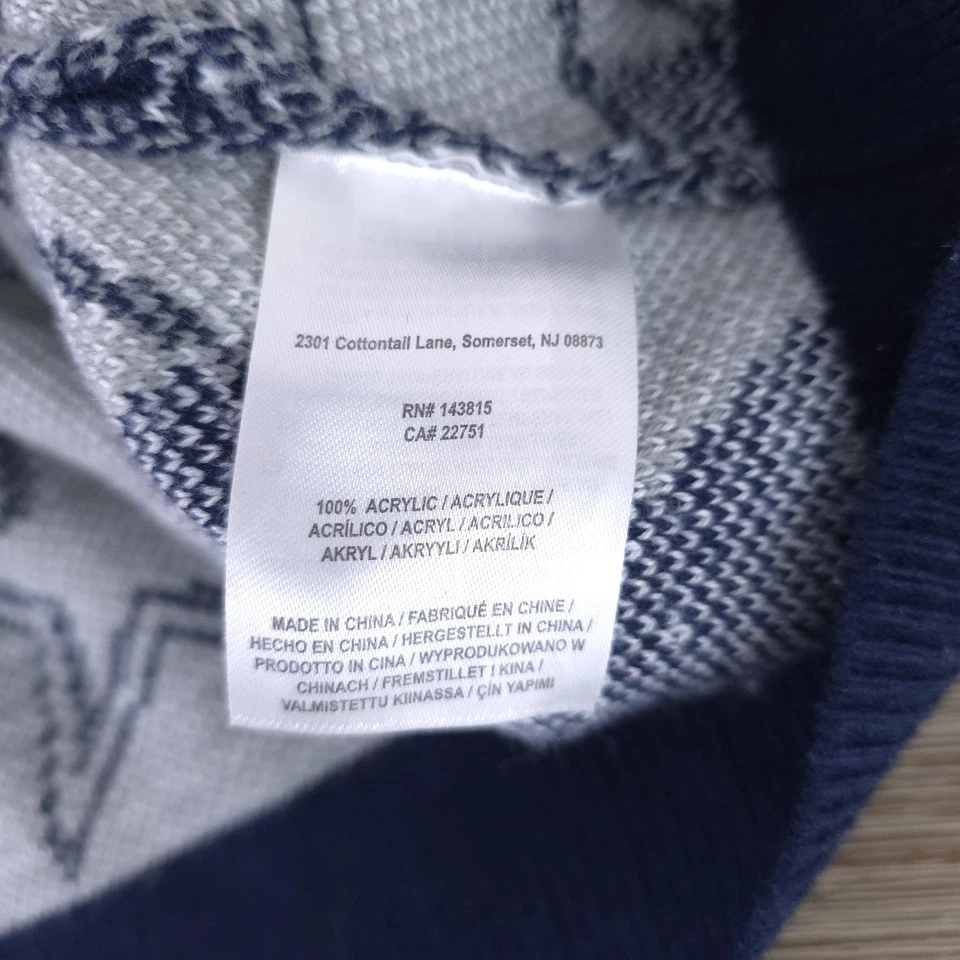 2301 Cottontail Lane, Somerset, NJ 08873
RN# 143815
CA# 22751
100% ACRYLIC / ACRYLIQUE /
ACRÍLICO / ACRYL / ACRILICO /
AKRYL / AKRYYLI / AKRİLİK
MADE IN CHINA / FABRIQUÉ EN CHINE /
HECHO EN CHINA / HERGESTELLT IN CHINA /
PRODOTTO IN CINA / WYPRODUKOWANO W
CHINACH / FREMSTILLET I KINA /
VALMISTETTU KIINASSA / ÇİN YAPIMI